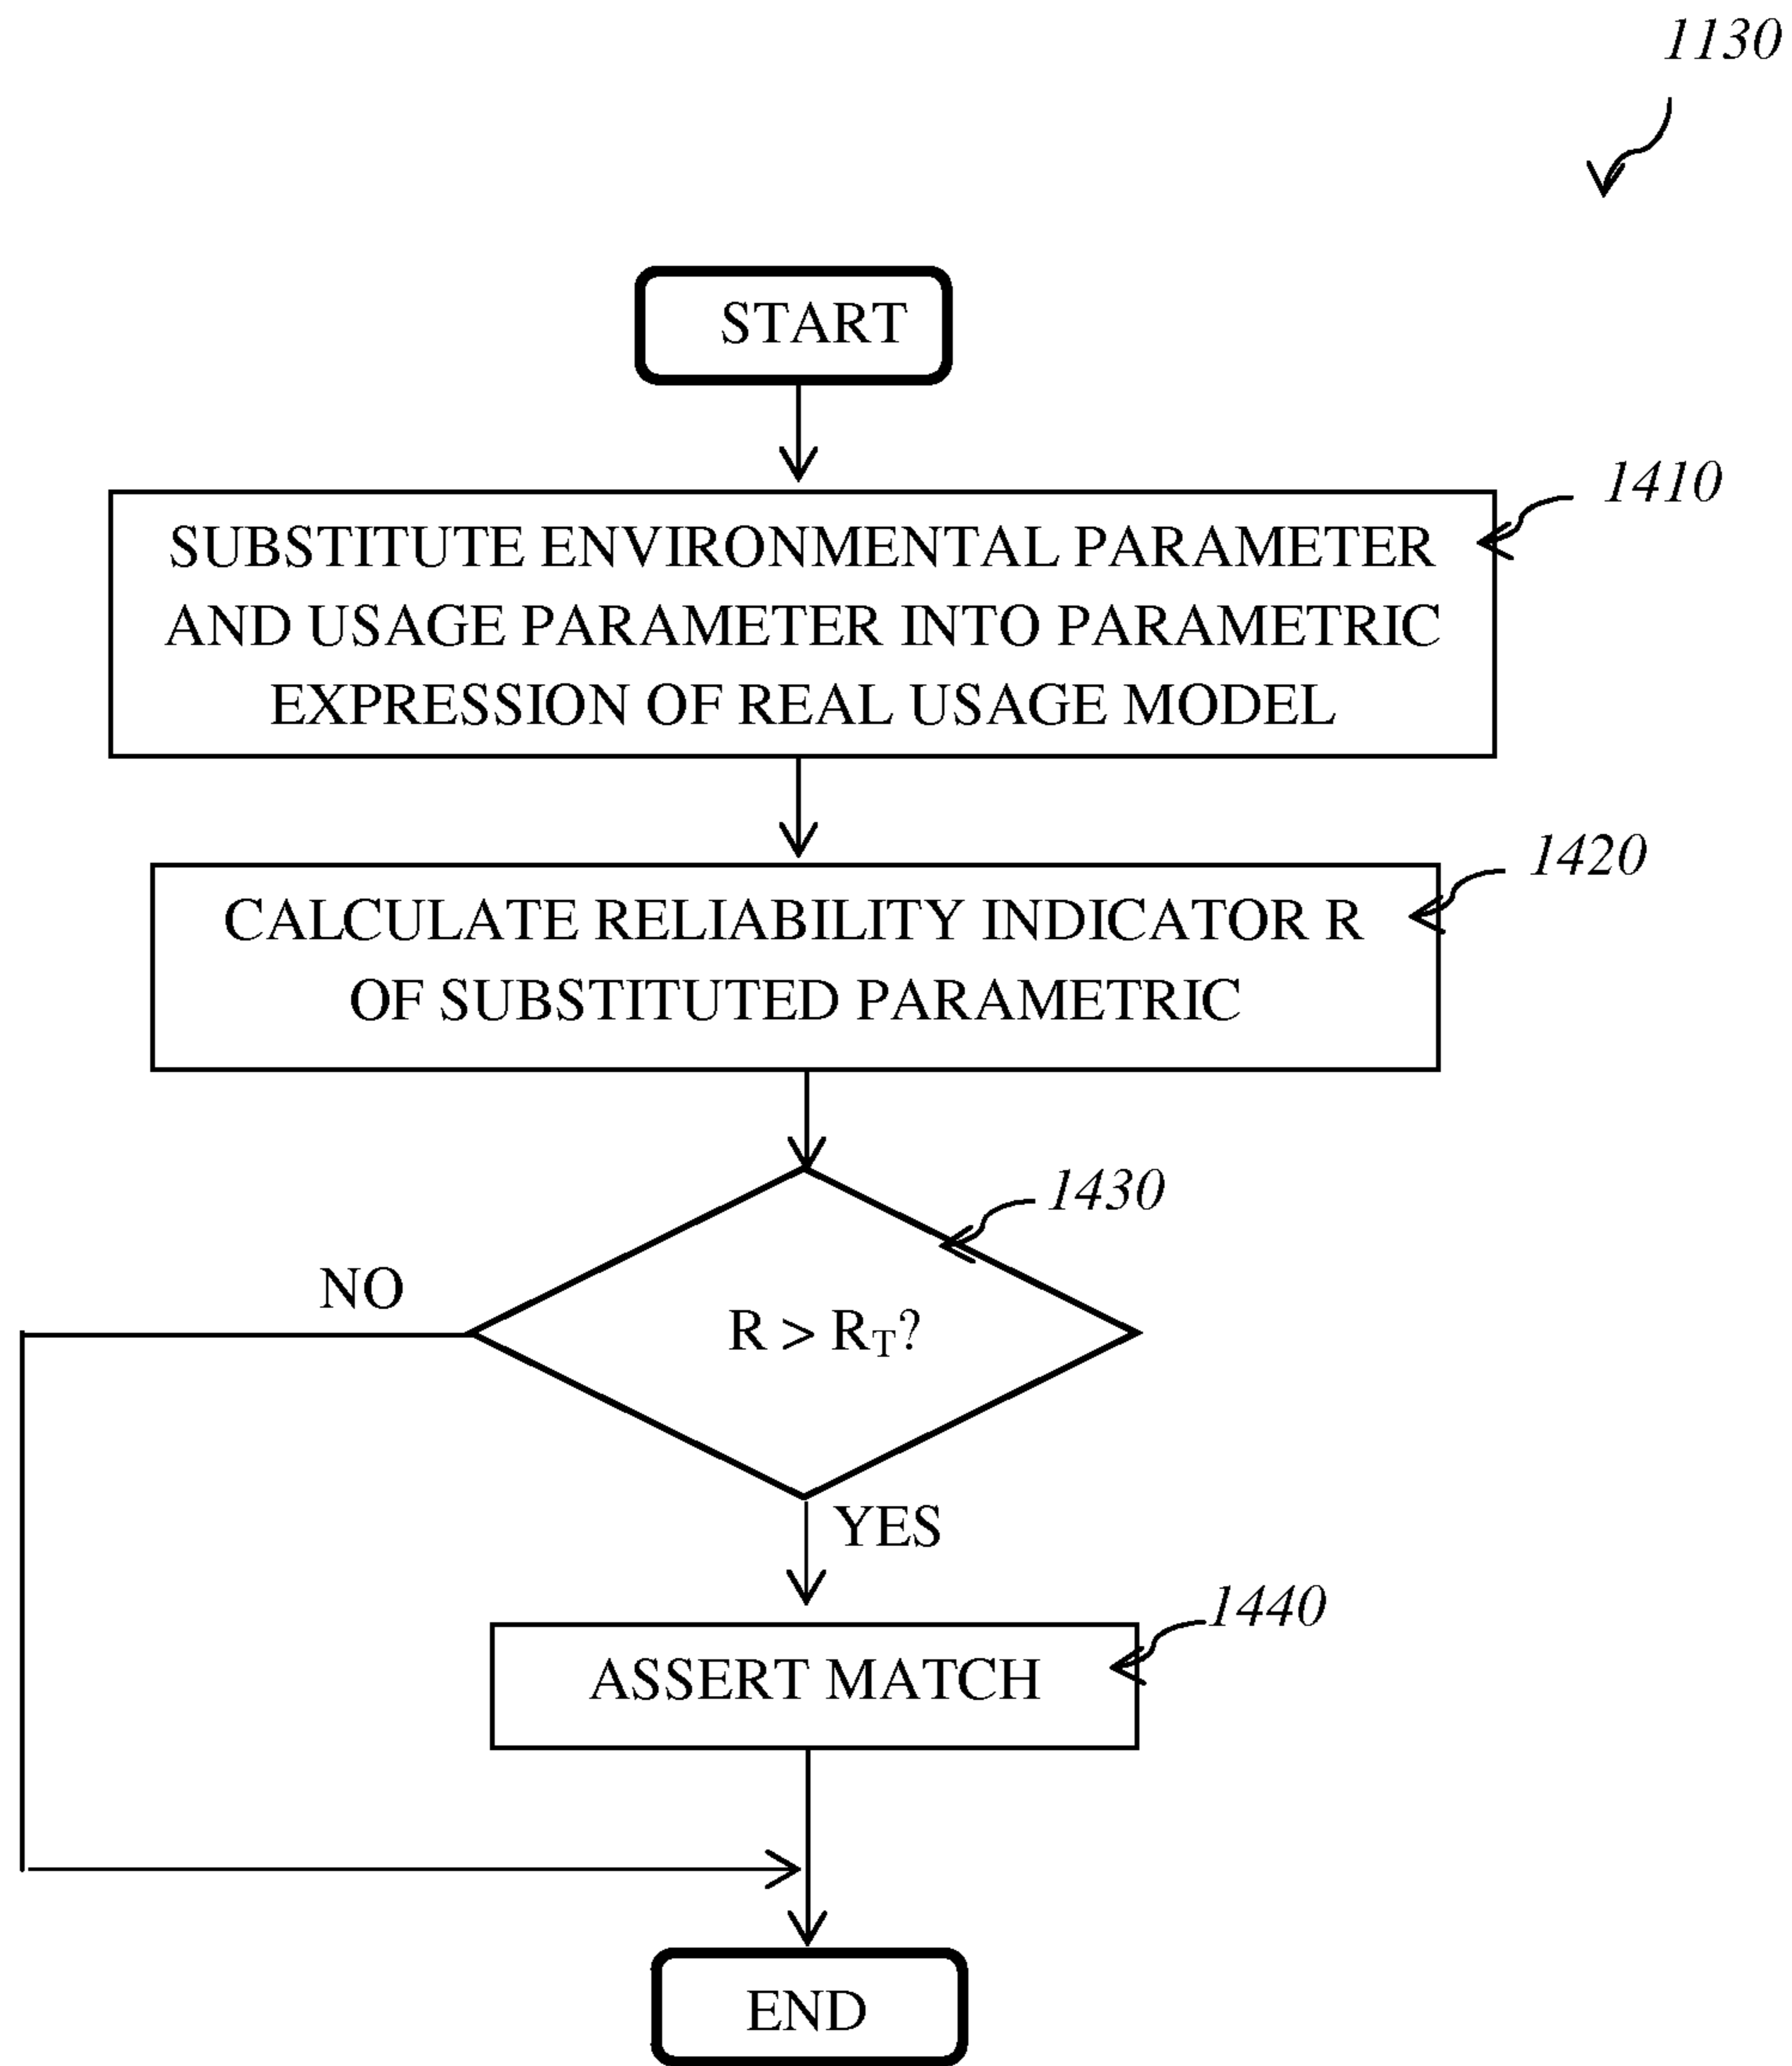 1130
START
1410
SUBSTITUTE ENVIRONMENTAL PARAMETER
AND USAGE PARAMETER INTO PARAMETRIC
EXPRESSION OF REAL USAGE MODEL
1420
CALCULATE RELIABILITY INDICATOR R
OF SUBSTITUTED PARAMETRIC
1430
NO
R > RT?
YES
1440
ASSERT MATCH
END